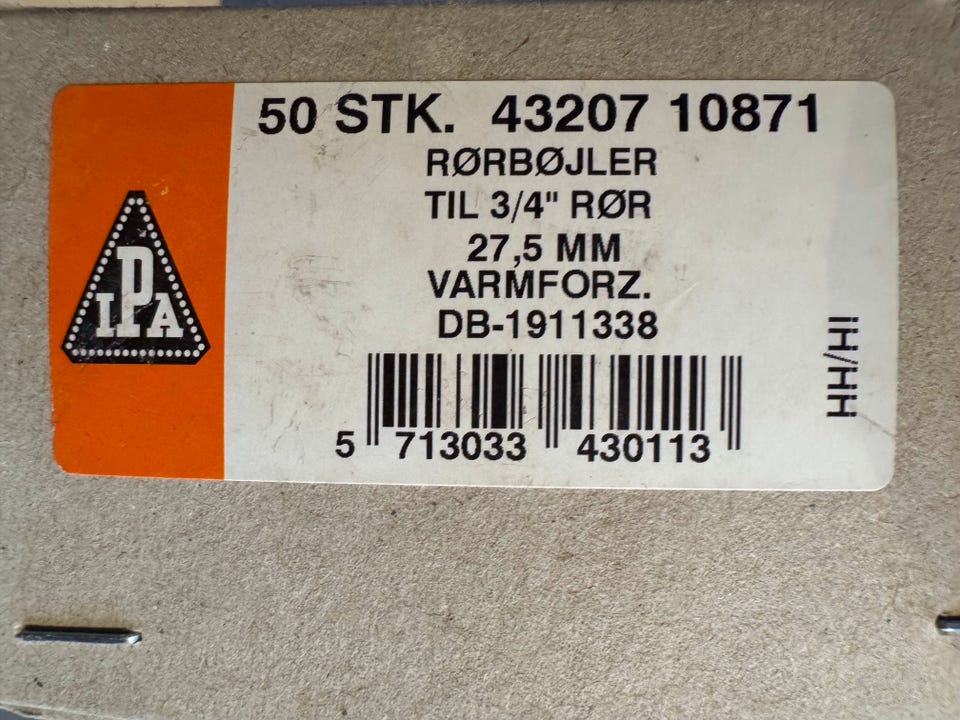 50 STK. 43207 10871
RØRBØJLER
TIL 3/4" RØR
27,5 MM
VARMFORZ.
DB-1911338
5 713033 430113
IPA
IH/HH